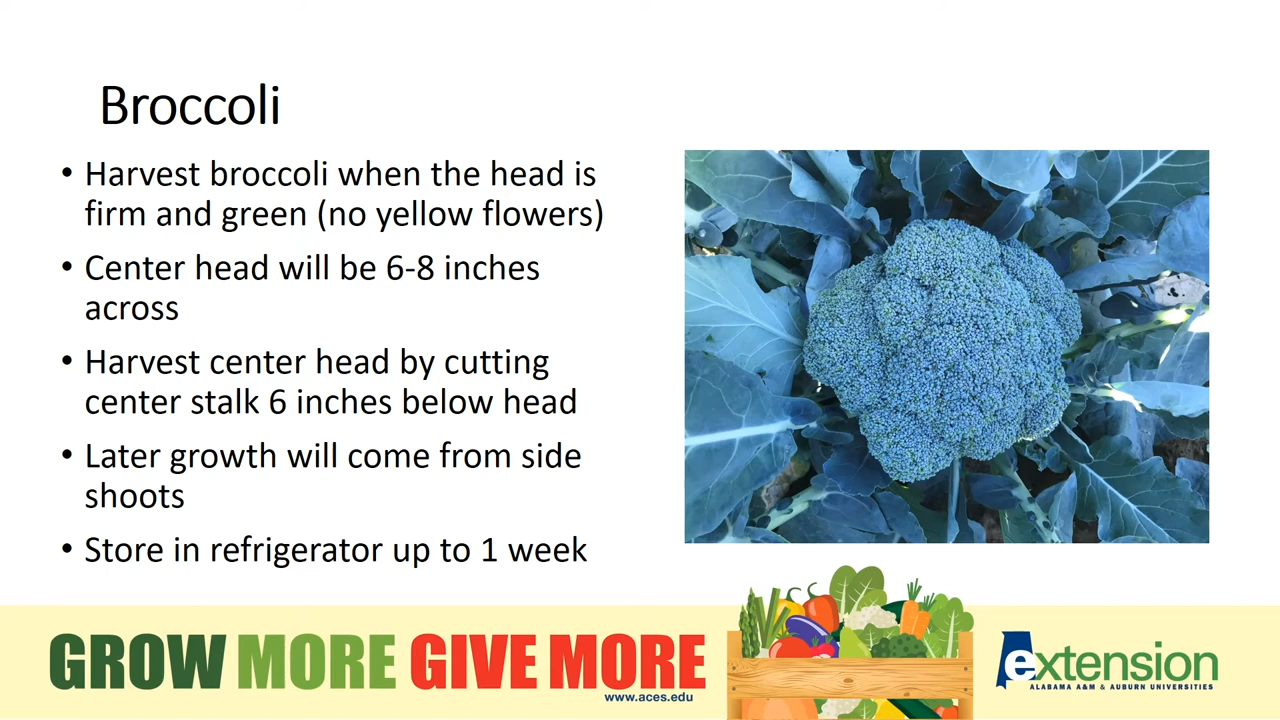 Broccoli
• Harvest broccoli when the head is
firm and green (no yellow flowers)
• Center head will be 6-8 inches
across
• Harvest center head by cutting
center stalk 6 inches below head
• Later growth will come from side
shoots
• Store in refrigerator up to 1 week
GROW MORE GIVE MORE
www.aces.edu
extension
ALABAMA A&M & AUBURN UNIVERSITIES